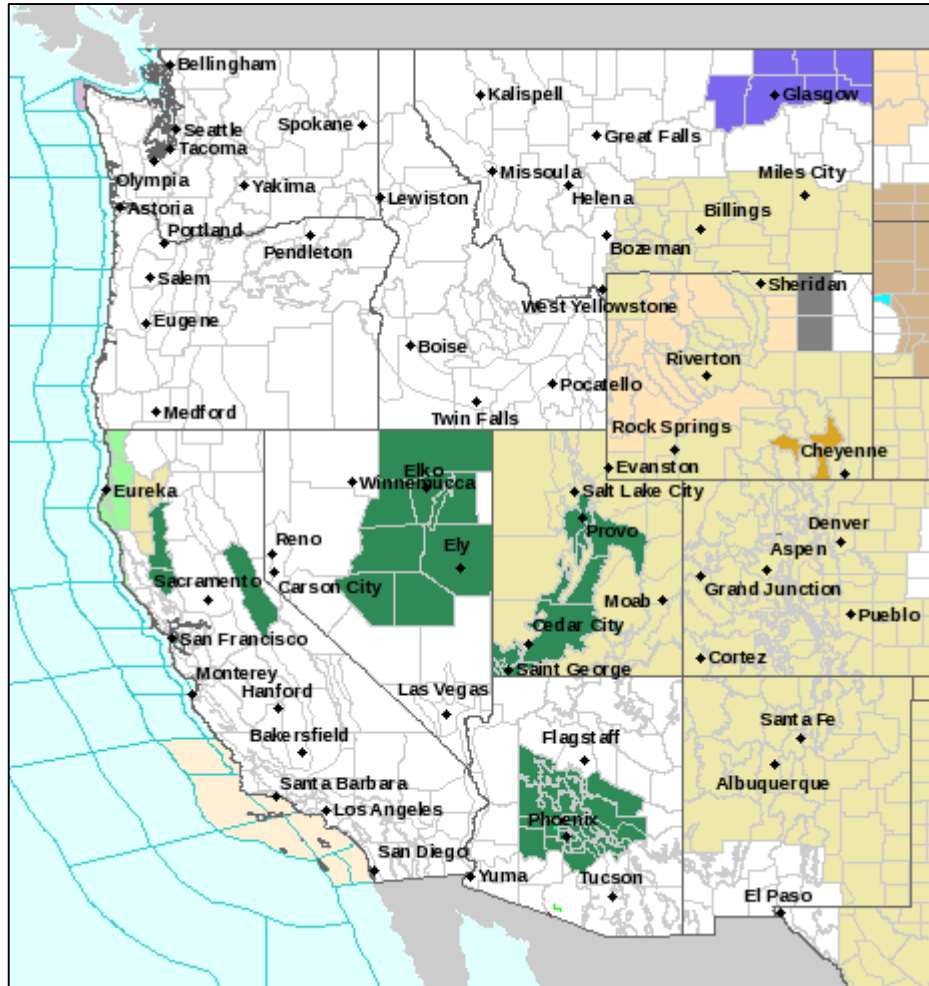 Bellingham
Kalispell
Glasgow
Seattle
Spokane
Great Falls
Tacoma
Missoula
Miles City
Olympia
Yakima
Lewiston
Helena
Astoria
Billings
Portland
Pendleton
Bozeman
Salem
Sheridan
West Yellowstone
Eugene
Boise
Riverton
Pocatello
Medford
Twin Falls
Rock Springs
Cheyenne
Elko
Evanston
Winnemucca
Eureka
Salt Lake City
Provo
Denver
Reno
Ely
Aspen
Sacramento
Carson City
Grand Junction
Moab
Pueblo
Cedar City
San Francisco
Cortez
Saint George
Monterey
Hanford
Las Vegas
Santa Fe
Flagstaff
Bakersfield
Albuquerque
Santa Barbara
Los Angeles
Phoenix
San Diego
Yuma
Tucson
El Paso